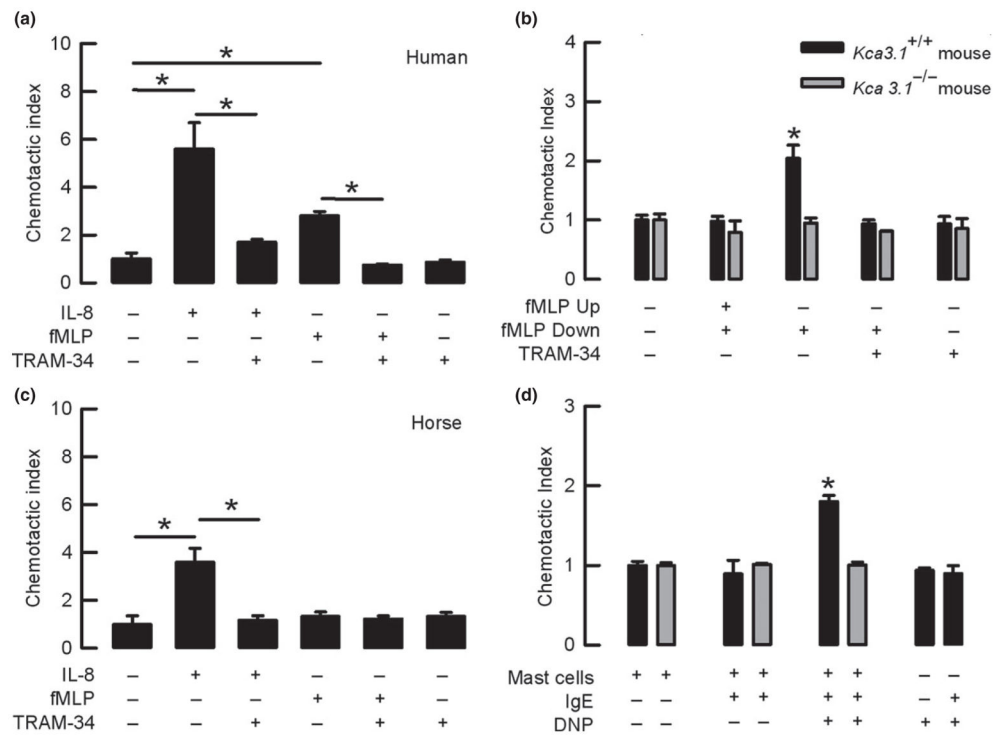 (a)
10
8
6
4
2
0
Chemotactic index
Human
* * * *
IL-8 – + + – – –
fMLP – – – + + –
TRAM-34 – – + – + +
(b)
4
3
2
1
0
Chemotactic Index
Kca3.1+/+ mouse
Kca 3.1−/− mouse
*
fMLP Up – + – – –
fMLP Down – + + + –
TRAM-34 – – – + +
(c)
10
8
6
4
2
0
Chemotactic index
Horse
* *
IL-8 – + + – – –
fMLP – – – + + –
TRAM-34 – – + – + +
(d)
3
2
1
0
Chemotactic Index
*
Mast cells + + + + + + – –
IgE – – + + + + – +
DNP – – – – + + + +